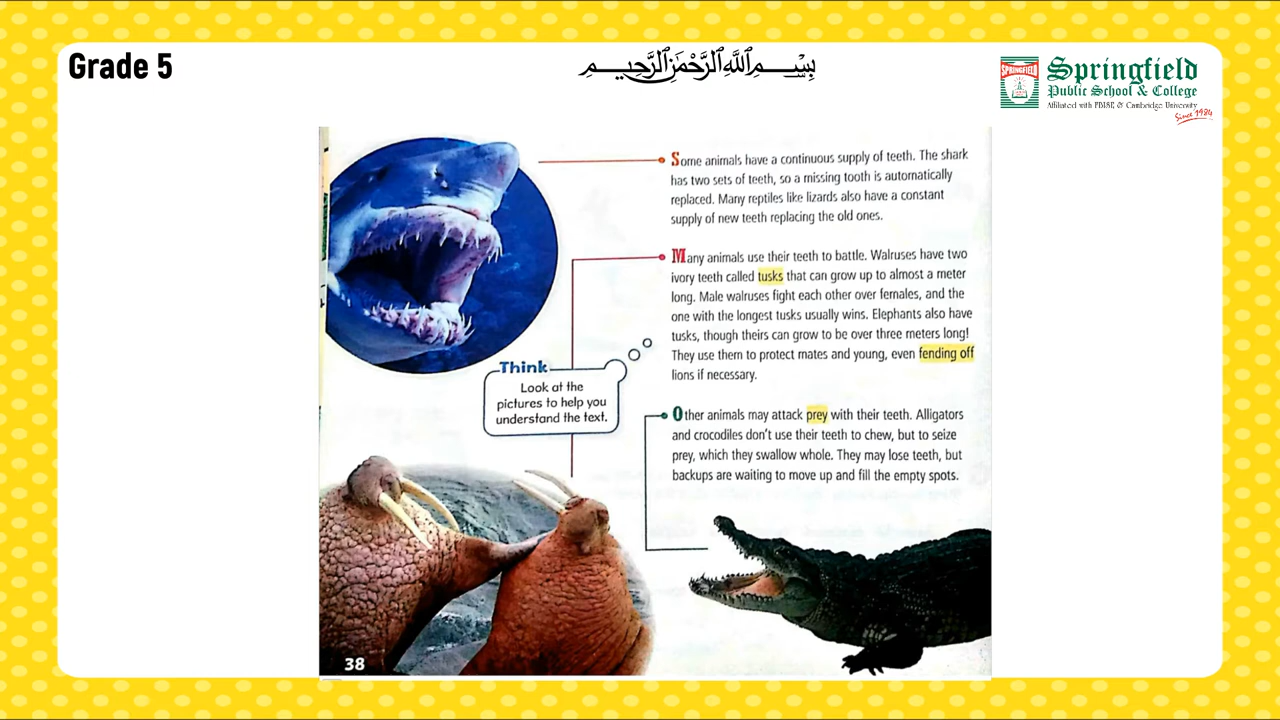 Grade 5
بِسْمِ اللَّهِ الرَّحْمَٰنِ الرَّحِيمِ
SPRINGFIELD
Springfield
Public School & College
Affiliated with FBISE & Cambridge University
Since 1984
Some animals have a continuous supply of teeth. The shark
has two sets of teeth, so a missing tooth is automatically
replaced. Many reptiles like lizards also have a constant
supply of new teeth replacing the old ones.
Many animals use their teeth to battle. Walruses have two
ivory teeth called tusks that can grow up to almost a meter
long. Male walruses fight each other over females, and the
one with the longest tusks usually wins. Elephants also have
tusks, though theirs can grow to be over three meters long!
They use them to protect mates and young, even fending off
lions if necessary.
Think
Look at the
pictures to help you
understand the text.
Other animals may attack prey with their teeth. Alligators
and crocodiles don't use their teeth to chew, but to seize
prey, which they swallow whole. They may lose teeth, but
backups are waiting to move up and fill the empty spots.
38